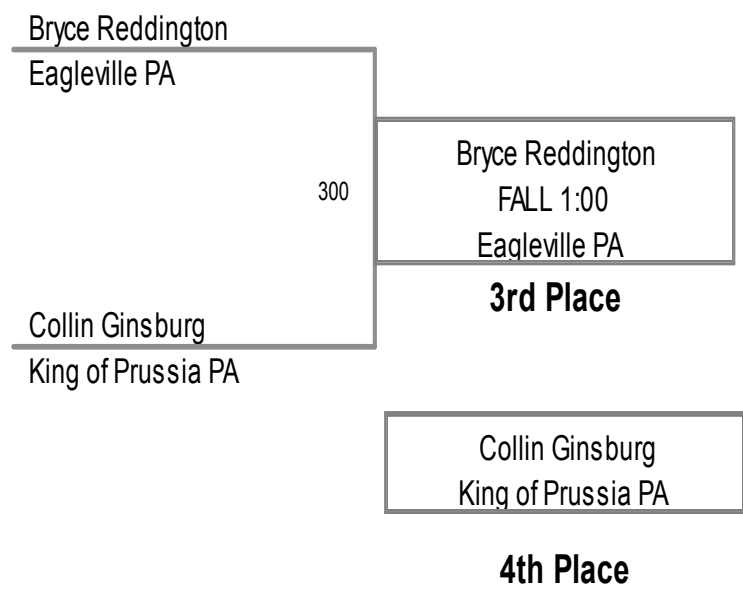 Bryce Reddington
Eagleville PA
300
Bryce Reddington
FALL 1:00
Eagleville PA
3rd Place
Collin Ginsburg
King of Prussia PA
Collin Ginsburg
King of Prussia PA
4th Place